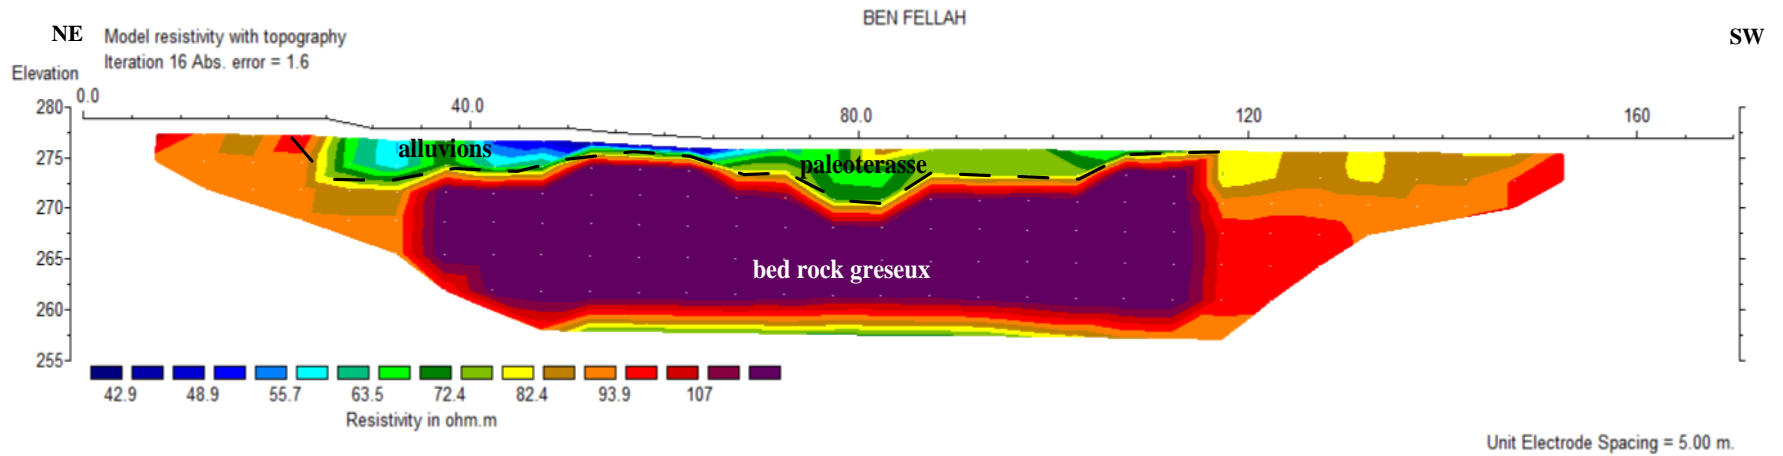 BEN FELLAH
NE
SW
Model resistivity with topography
Iteration 16 Abs. error = 1.6
Elevation
0.0 40.0 80.0 120 160
280
275
270
265
260
255
alluvions
paleoterasse
bed rock greseux
42.9 48.9 55.7 63.5 72.4 82.4 93.9 107
Resistivity in ohm.m
Unit Electrode Spacing = 5.00 m.